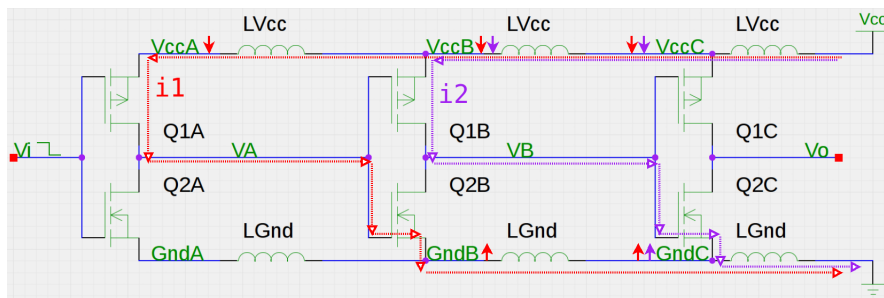 LVcc LVcc LVcc Vcc
VccA VccB VccC
i1 i2
Q1A Q1B Q1C
Vi VA VB Vo
Q2A Q2B Q2C
LGnd LGnd LGnd
GndA GndB GndC